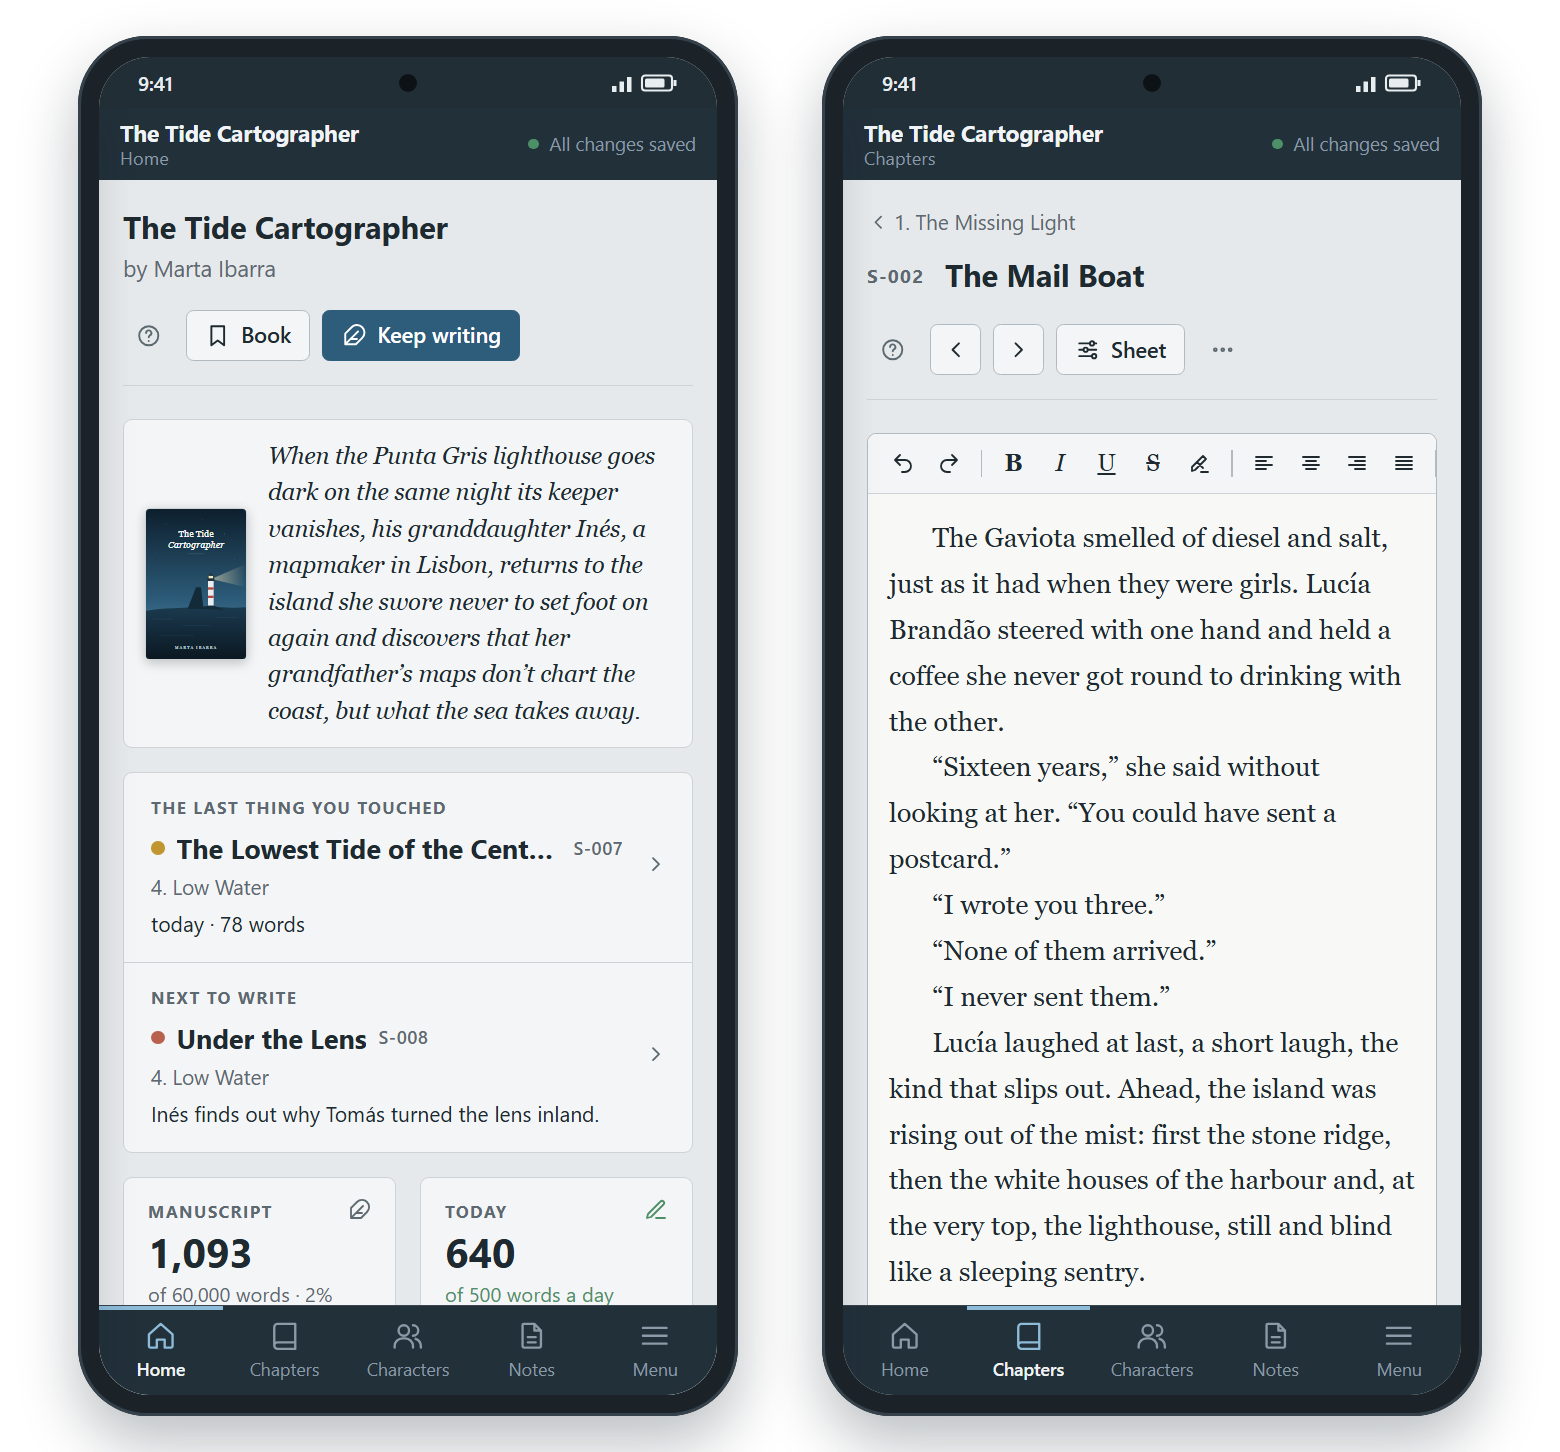 9:41
The Tide Cartographer
Home
All changes saved
The Tide Cartographer
by Marta Ibarra
Book
Keep writing
The Tide
Cartographer
MARTA IBARRA
When the Punta Gris lighthouse goes
dark on the same night its keeper
vanishes, his granddaughter Inés, a
mapmaker in Lisbon, returns to the
island she swore never to set foot on
again and discovers that her
grandfather’s maps don’t chart the
coast, but what the sea takes away.
THE LAST THING YOU TOUCHED
The Lowest Tide of the Cent... S-007
4. Low Water
today · 78 words
NEXT TO WRITE
Under the Lens S-008
4. Low Water
Inés finds out why Tomás turned the lens inland.
MANUSCRIPT
1,093
of 60,000 words · 2%
TODAY
640
of 500 words a day
Home
Chapters
Characters
Notes
Menu
9:41
The Tide Cartographer
Chapters
All changes saved
1. The Missing Light
S-002 The Mail Boat
Sheet
B I U S
The Gaviota smelled of diesel and salt,
just as it had when they were girls. Lucía
Brandão steered with one hand and held a
coffee she never got round to drinking with
the other.
“Sixteen years,” she said without
looking at her. “You could have sent a
postcard.”
“I wrote you three.”
“None of them arrived.”
“I never sent them.”
Lucía laughed at last, a short laugh, the
kind that slips out. Ahead, the island was
rising out of the mist: first the stone ridge,
then the white houses of the harbour and, at
the very top, the lighthouse, still and blind
like a sleeping sentry.
Home
Chapters
Characters
Notes
Menu